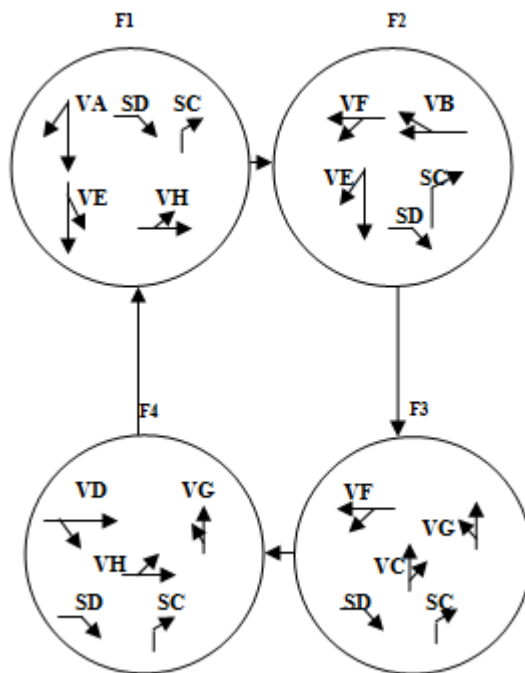 F1
F2
VA SD SC
VE VH
VF VB
VE SC
SD
F4
F3
VD VG
VH
SD SC
VF
VG
VC
SD SC